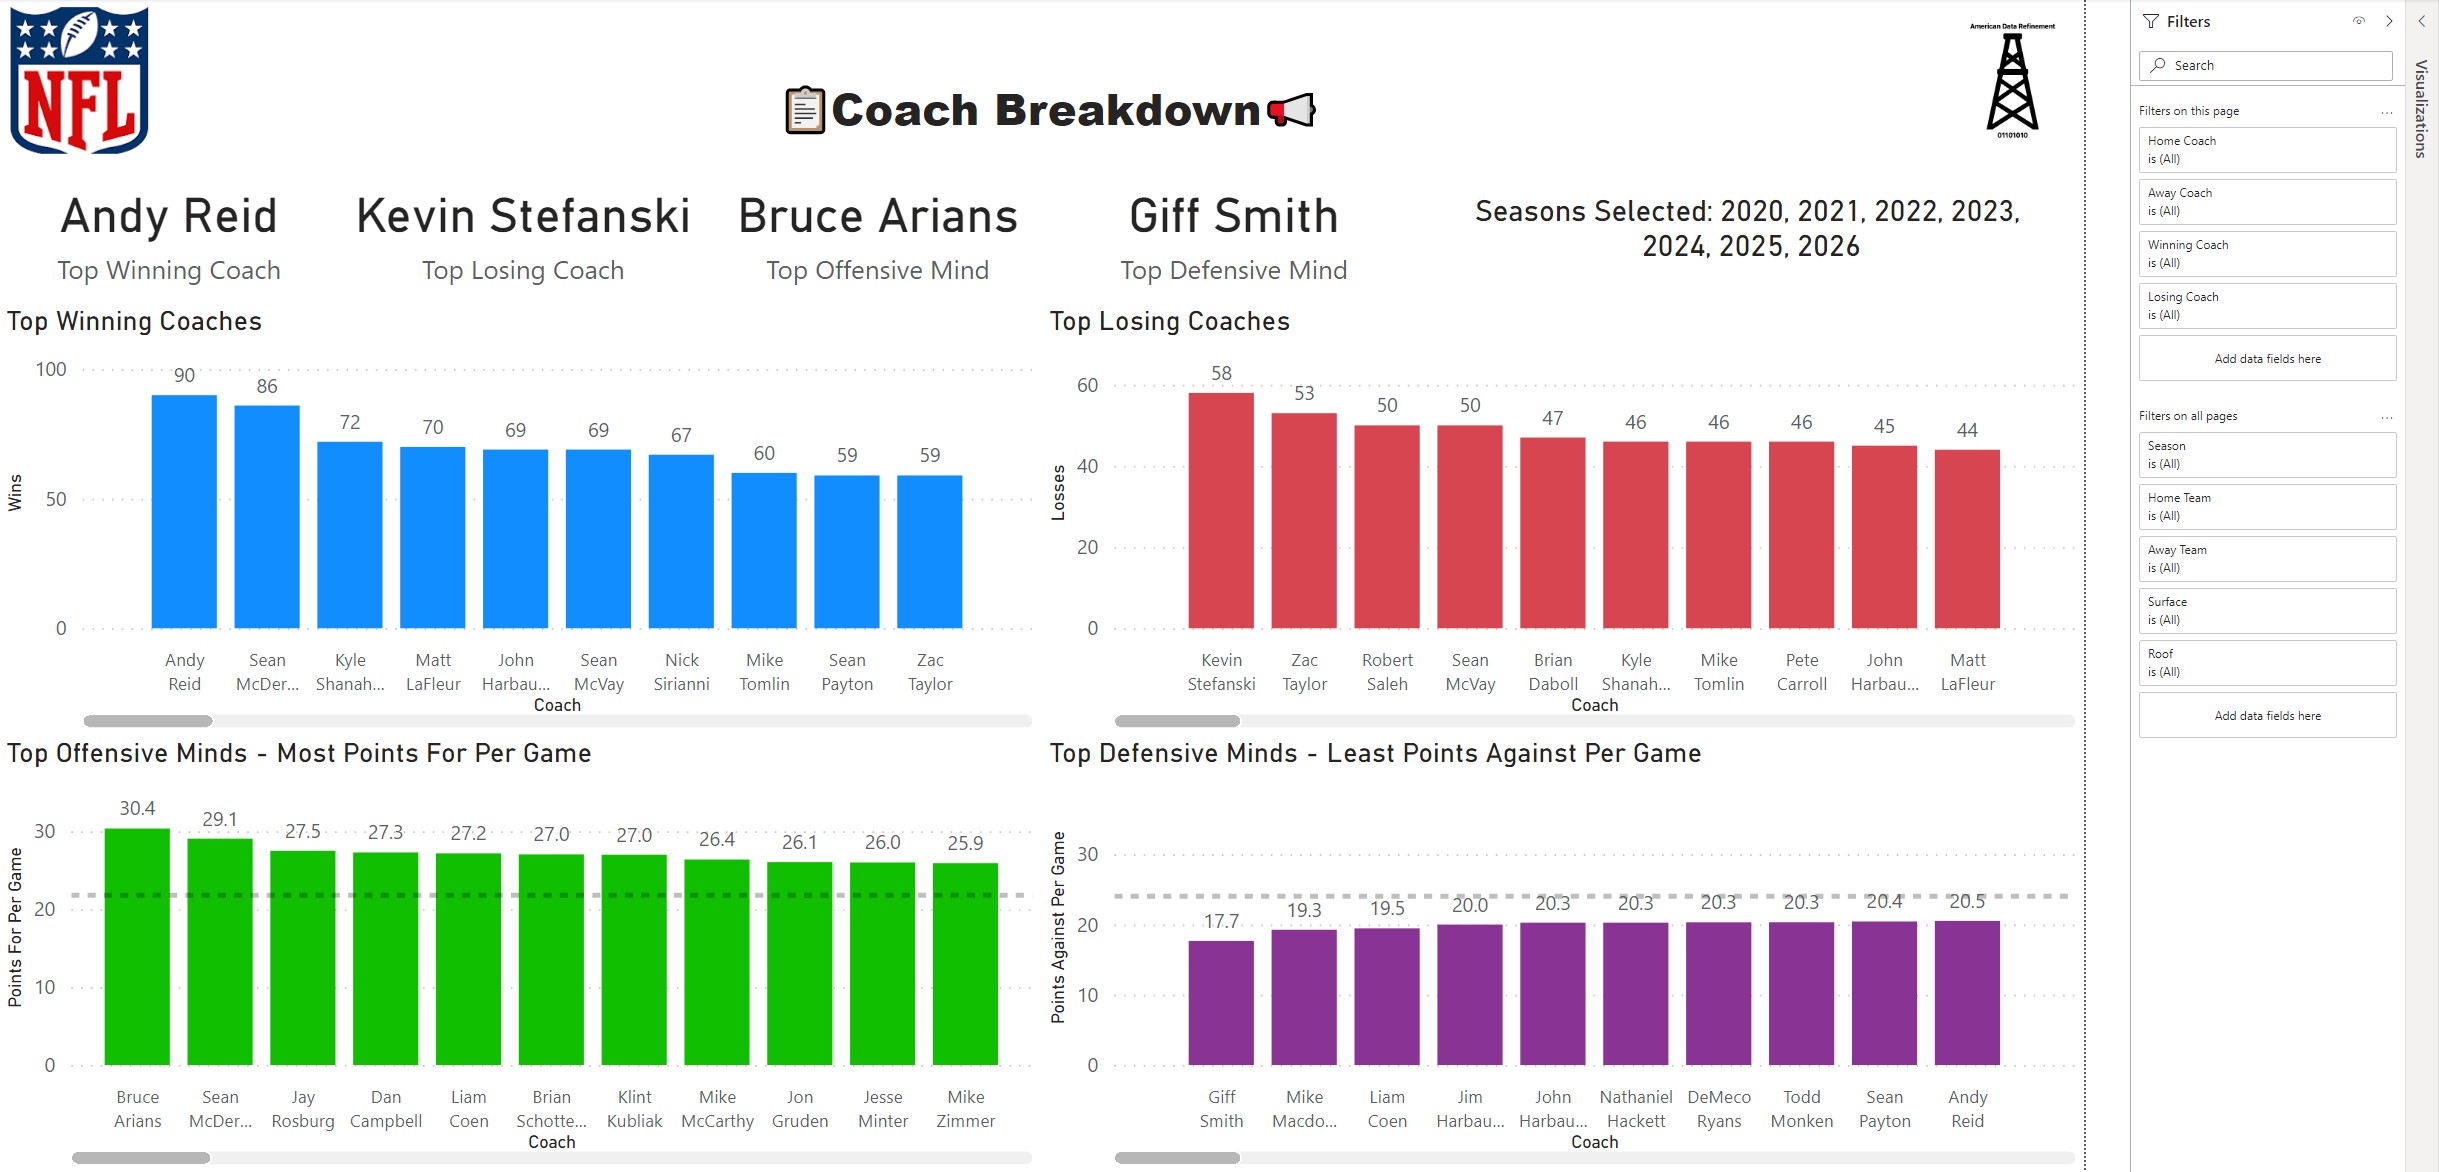 NFL
American Data Refinement
01101010
📋Coach Breakdown📢
Andy Reid
Top Winning Coach
Kevin Stefanski
Top Losing Coach
Bruce Arians
Top Offensive Mind
Giff Smith
Top Defensive Mind
Seasons Selected: 2020, 2021, 2022, 2023,
2024, 2025, 2026
Top Winning Coaches
Wins
100
50
0
90
86
72
70
69
69
67
60
59
59
Andy
Reid
Sean
McDer...
Kyle
Shanah...
Matt
LaFleur
John
Harbau...
Sean
McVay
Nick
Sirianni
Mike
Tomlin
Sean
Payton
Zac
Taylor
Coach
Top Losing Coaches
Losses
60
40
20
0
58
53
50
50
47
46
46
46
45
44
Kevin
Stefanski
Zac
Taylor
Robert
Saleh
Sean
McVay
Brian
Daboll
Kyle
Shanah...
Mike
Tomlin
Pete
Carroll
John
Harbau...
Matt
LaFleur
Coach
Top Offensive Minds - Most Points For Per Game
Points For Per Game
30
20
10
0
30.4
29.1
27.5
27.3
27.2
27.0
27.0
26.4
26.1
26.0
25.9
Bruce
Arians
Sean
McDer...
Jay
Rosburg
Dan
Campbell
Liam
Coen
Brian
Schotte...
Klint
Kubliak
Mike
McCarthy
Jon
Gruden
Jesse
Minter
Mike
Zimmer
Coach
Top Defensive Minds - Least Points Against Per Game
Points Against Per Game
30
20
10
0
17.7
19.3
19.5
20.0
20.3
20.3
20.3
20.3
20.4
20.5
Giff
Smith
Mike
Macdo...
Liam
Coen
Jim
Harbau...
John
Harbau...
Nathaniel
Hackett
DeMeco
Ryans
Todd
Monken
Sean
Payton
Andy
Reid
Coach
Filters
Search
Filters on this page
...
Home Coach
is (All)
Away Coach
is (All)
Winning Coach
is (All)
Losing Coach
is (All)
Add data fields here
Filters on all pages
...
Season
is (All)
Home Team
is (All)
Away Team
is (All)
Surface
is (All)
Roof
is (All)
Add data fields here
Visualizations